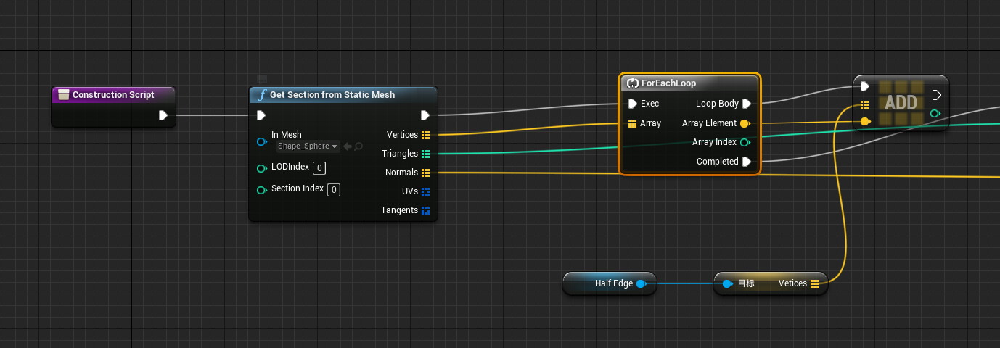 Construction Script
Get Section from Static Mesh
In Mesh
Shape_Sphere
LODIndex 0
Section Index 0
Vertices
Triangles
Normals
UVs
Tangents
ForEachLoop
Exec
Array
Loop Body
Array Element
Array Index
Completed
ADD
Half Edge
目标
Vetices